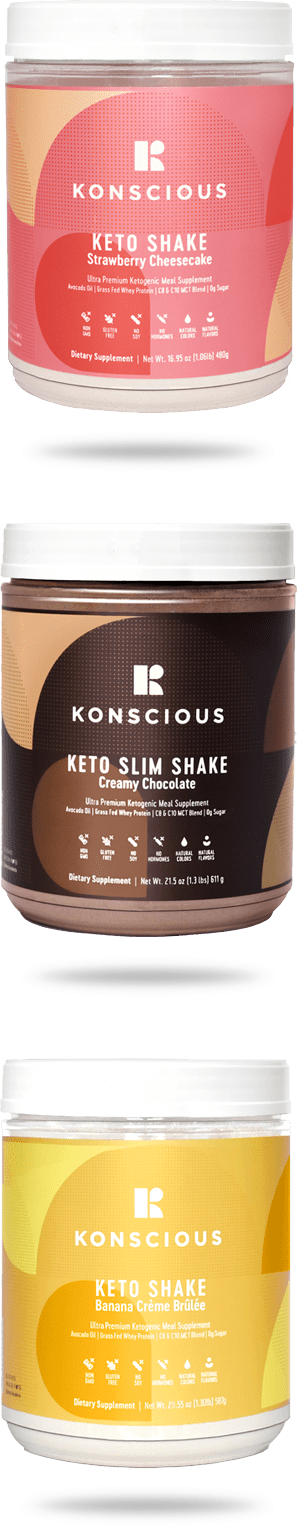 KONSCIOUS
KETO SHAKE
Strawberry Cheesecake
Ultra Premium Ketogenic Meal Supplement
Avocado Oil | Grass Fed Whey Protein | C8 & C10 MCT Blend | 0g Sugar
NON GMO
GLUTEN FREE
NO SOY
NO HORMONES
NATURAL COLORS
NATURAL FLAVORS
Dietary Supplement | Net Wt. 16.95 oz (1.06lb) 480g
KONSCIOUS
KETO SLIM SHAKE
Creamy Chocolate
Ultra Premium Ketogenic Meal Supplement
Avocado Oil | Grass Fed Whey Protein | C8 & C10 MCT Blend | 0g Sugar
NON GMO
GLUTEN FREE
NO SOY
NO HORMONES
NATURAL COLORS
NATURAL FLAVORS
Dietary Supplement | Net Wt. 21.5 oz (1.3 lbs) 611 g
KONSCIOUS
KETO SHAKE
Banana Créme Brûlée
Ultra Premium Ketogenic Meal Supplement
Avocado Oil | Grass Fed Whey Protein | C8 & C10 MCT Blend | 0g Sugar
NON GMO
GLUTEN FREE
NO SOY
NO HORMONES
NATURAL COLORS
NATURAL FLAVORS
Dietary Supplement | Net Wt.